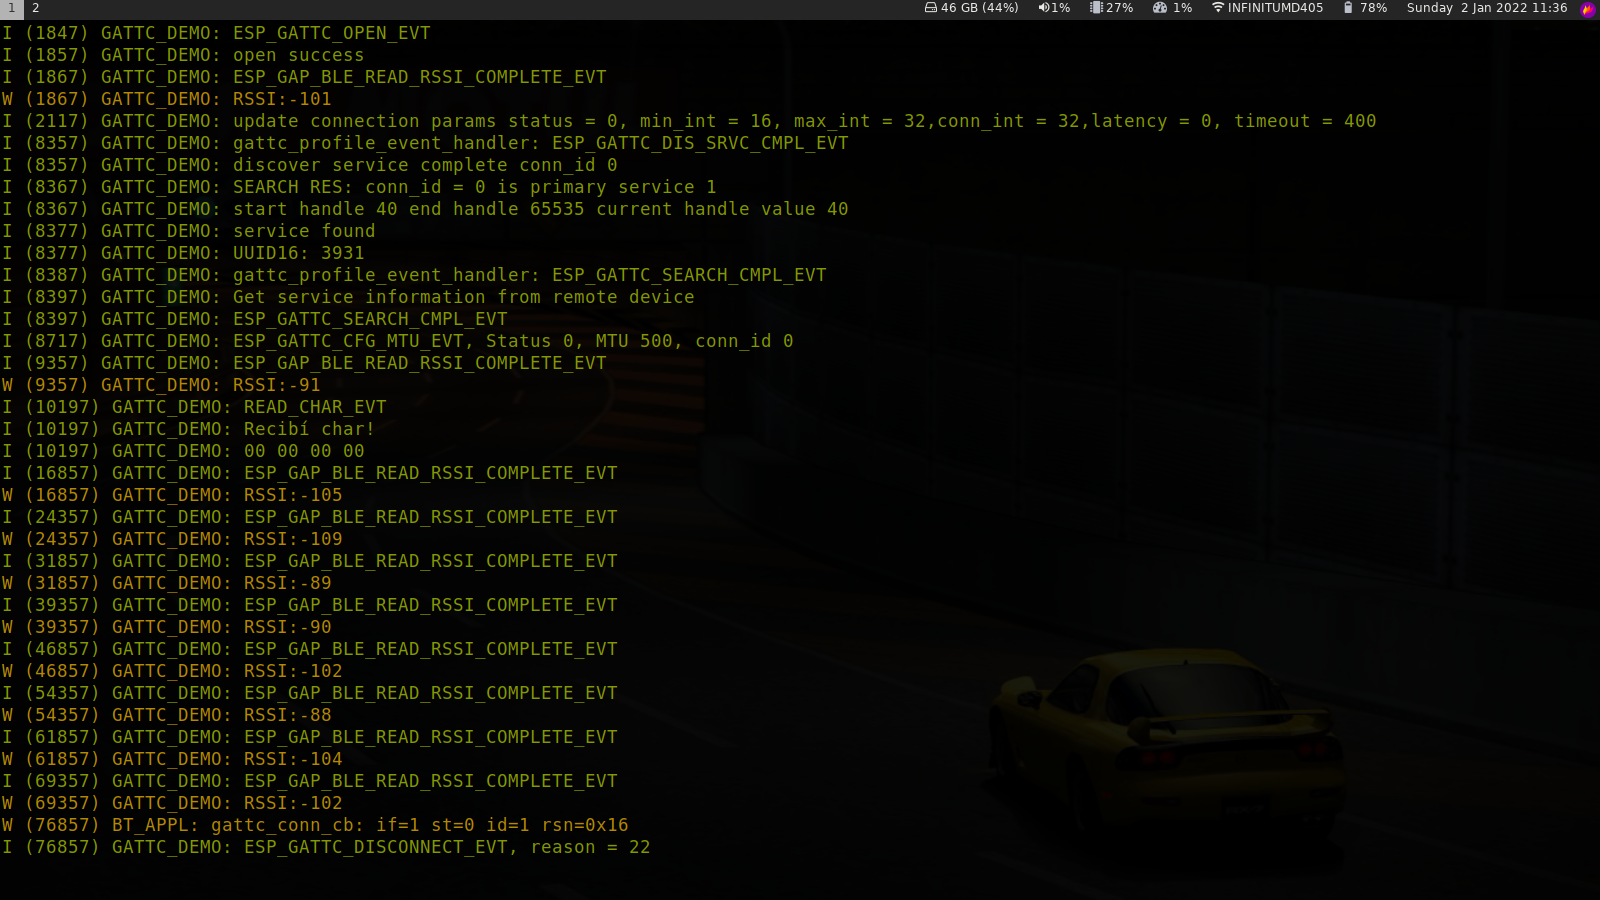 1 2 46 GB (44%) 1% 27% 1% INFINITUMD405 78% Sunday 2 Jan 2022 11:36
I (1847) GATTC_DEMO: ESP_GATTC_OPEN_EVT
I (1857) GATTC_DEMO: open success
I (1867) GATTC_DEMO: ESP_GAP_BLE_READ_RSSI_COMPLETE_EVT
W (1867) GATTC_DEMO: RSSI:-101
I (2117) GATTC_DEMO: update connection params status = 0, min_int = 16, max_int = 32,conn_int = 32,latency = 0, timeout = 400
I (8357) GATTC_DEMO: gattc_profile_event_handler: ESP_GATTC_DIS_SRVC_CMPL_EVT
I (8357) GATTC_DEMO: discover service complete conn_id 0
I (8367) GATTC_DEMO: SEARCH RES: conn_id = 0 is primary service 1
I (8367) GATTC_DEMO: start handle 40 end handle 65535 current handle value 40
I (8377) GATTC_DEMO: service found
I (8377) GATTC_DEMO: UUID16: 3931
I (8387) GATTC_DEMO: gattc_profile_event_handler: ESP_GATTC_SEARCH_CMPL_EVT
I (8397) GATTC_DEMO: Get service information from remote device
I (8397) GATTC_DEMO: ESP_GATTC_SEARCH_CMPL_EVT
I (8717) GATTC_DEMO: ESP_GATTC_CFG_MTU_EVT, Status 0, MTU 500, conn_id 0
I (9357) GATTC_DEMO: ESP_GAP_BLE_READ_RSSI_COMPLETE_EVT
W (9357) GATTC_DEMO: RSSI:-91
I (10197) GATTC_DEMO: READ_CHAR_EVT
I (10197) GATTC_DEMO: Recibí char!
I (10197) GATTC_DEMO: 00 00 00 00
I (16857) GATTC_DEMO: ESP_GAP_BLE_READ_RSSI_COMPLETE_EVT
W (16857) GATTC_DEMO: RSSI:-105
I (24357) GATTC_DEMO: ESP_GAP_BLE_READ_RSSI_COMPLETE_EVT
W (24357) GATTC_DEMO: RSSI:-109
I (31857) GATTC_DEMO: ESP_GAP_BLE_READ_RSSI_COMPLETE_EVT
W (31857) GATTC_DEMO: RSSI:-89
I (39357) GATTC_DEMO: ESP_GAP_BLE_READ_RSSI_COMPLETE_EVT
W (39357) GATTC_DEMO: RSSI:-90
I (46857) GATTC_DEMO: ESP_GAP_BLE_READ_RSSI_COMPLETE_EVT
W (46857) GATTC_DEMO: RSSI:-102
I (54357) GATTC_DEMO: ESP_GAP_BLE_READ_RSSI_COMPLETE_EVT
W (54357) GATTC_DEMO: RSSI:-88
I (61857) GATTC_DEMO: ESP_GAP_BLE_READ_RSSI_COMPLETE_EVT
W (61857) GATTC_DEMO: RSSI:-104
I (69357) GATTC_DEMO: ESP_GAP_BLE_READ_RSSI_COMPLETE_EVT
W (69357) GATTC_DEMO: RSSI:-102
W (76857) BT_APPL: gattc_conn_cb: if=1 st=0 id=1 rsn=0x16
I (76857) GATTC_DEMO: ESP_GATTC_DISCONNECT_EVT, reason = 22